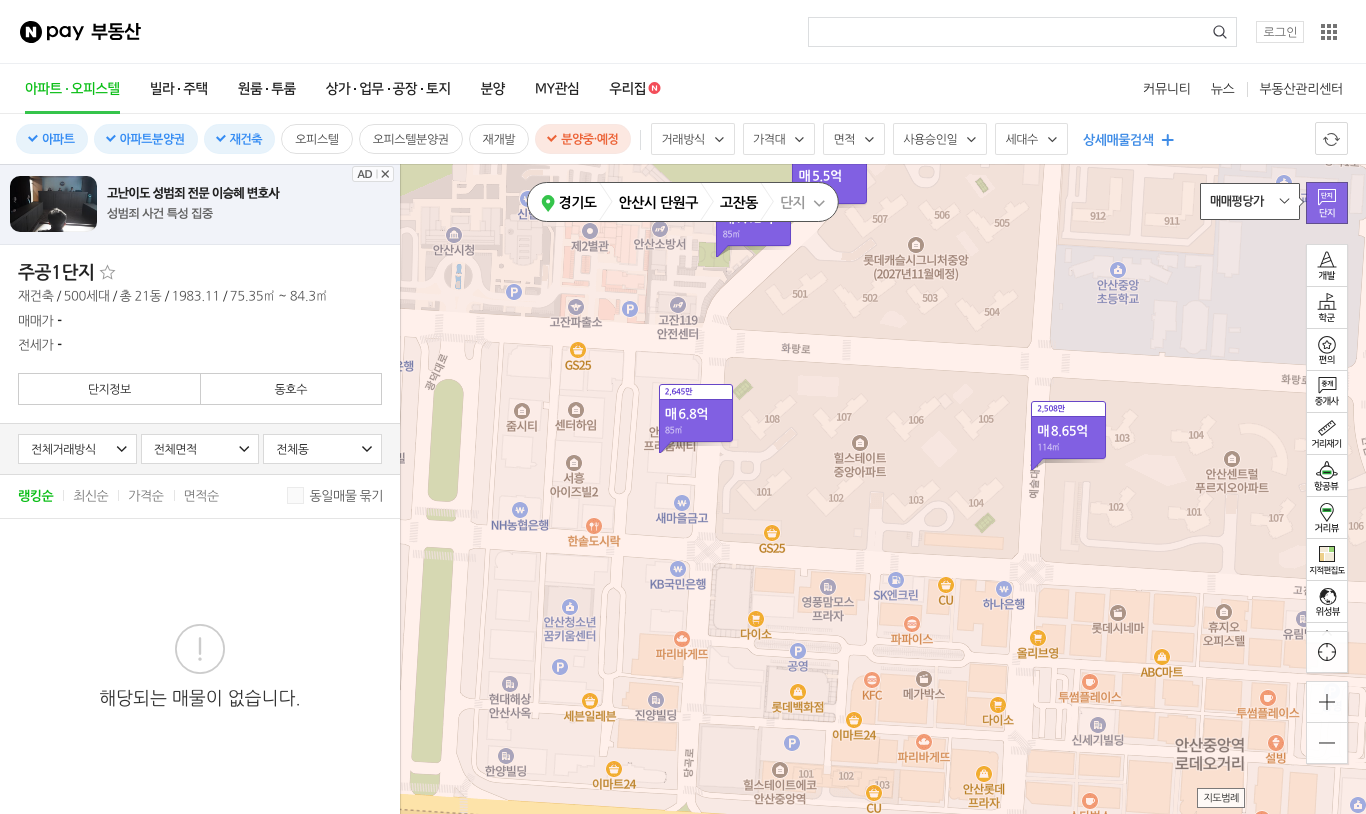 N pay 부동산
로그인
아파트·오피스텔
빌라·주택
원룸·투룸
상가·업무·공장·토지
분양
MY관심
우리집
N
커뮤니티
뉴스
부동산관리센터
아파트
아파트분양권
재건축
오피스텔
오피스텔분양권
재개발
분양중·예정
거래방식
가격대
면적
사용승인일
세대수
상세매물검색
AD
고난이도 성범죄 전문 이승혜 변호사
성범죄 사건 특성 집중
주공1단지
재건축 / 500세대 / 총 21동 / 1983.11 / 75.35㎡ ~ 84.3㎡
매매가 -
전세가 -
단지정보
동호수
전체거래방식
전체면적
전체동
랭킹순
최신순
가격순
면적순
동일매물 묶기
해당되는 매물이 없습니다.
매 5.5억
경기도
안산시 단원구
고잔동
단지
85㎡
매매평당가
단지
단지
개발
학군
편의
중개
중개사
거리재기
항공뷰
거리뷰
지적편집도
위성뷰
지도범례
안산시청
제2별관
안산소방서
롯데캐슬시그니처중앙
(2027년11월예정)
912
911
안산중앙
초등학교
501
502
503
504
P
P
고잔파출소
고잔119
안전센터
화랑로
GS25
광덕대로
2,645만
매 6.8억
85㎡
2,508만
매 8.65억
114㎡
줌시티
센터하임
108
107
106
105
103
104
힐스테이트
중앙아파트
안산센트럴
푸르지오아파트
서흥
아이즈빌2
101
102
103
104
102
101
107
NH농협은행
새마을금고
한솥도시락
GS25
KB국민은행
영풍맘모스
프라자
SK엔크린
CU
하나은행
안산청소년
꿈키움센터
다이소
파파이스
롯데시네마
휴지오
오피스텔
파리바게뜨
P
공영
올리브영
P
ABC마트
현대해상
안산사옥
세븐일레븐
진양빌딩
롯데백화점
KFC
메가박스
다이소
투썸플레이스
투썸플레이스
이마트24
신세기빌딩
안산중앙역
로데오거리
설빙
P
파리바게뜨
당곡로
한양빌딩
이마트24
힐스테이트에코
안산중앙역
101
102
103
CU
안산롯데
프라자